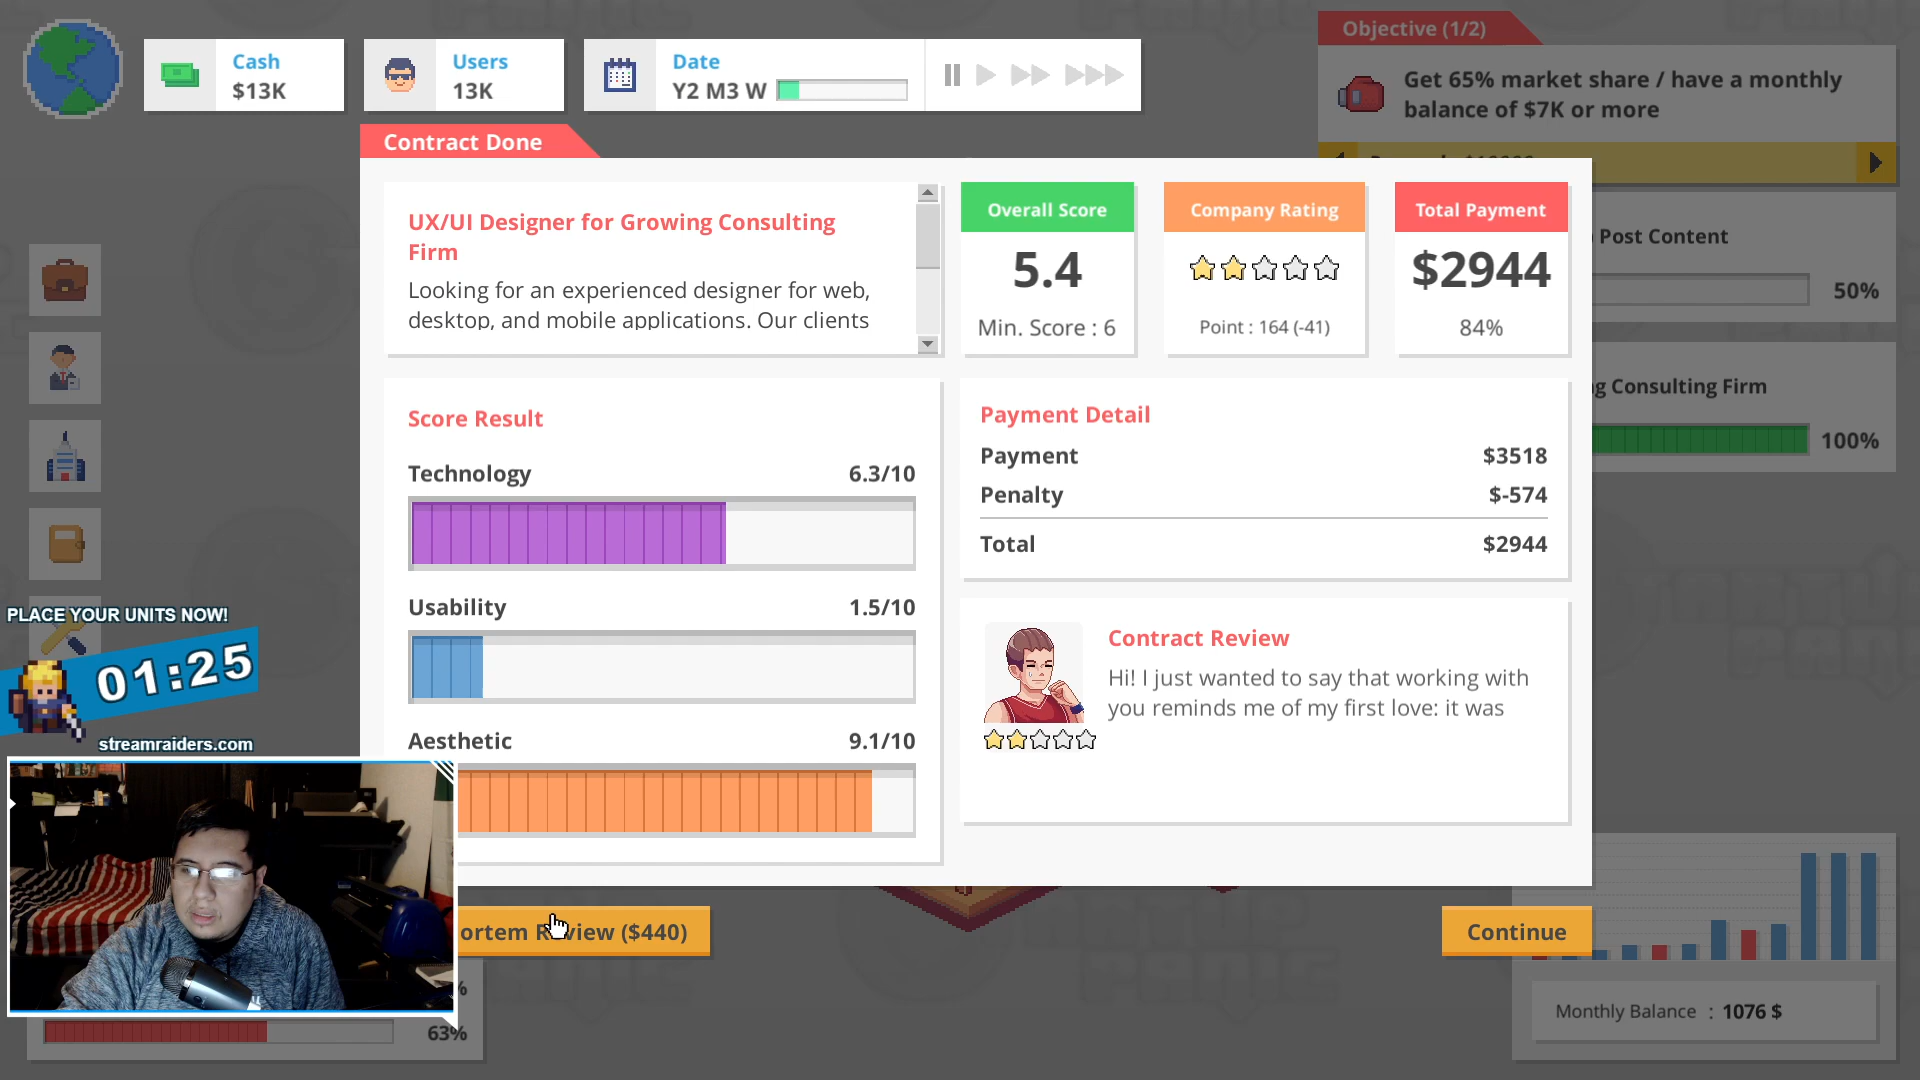 Cash
$13K
Users
13K
Date
Y2 M3 W
Objective (1/2)
Get 65% market share / have a monthly
balance of $7K or more
Contract Done
UX/UI Designer for Growing Consulting
Firm
Looking for an experienced designer for web,
desktop, and mobile applications. Our clients
Overall Score
5.4
Min. Score : 6
Company Rating
Point : 164 (-41)
Total Payment
$2944
84%
Post Content
50%
Consulting Firm
100%
Score Result
Technology
6.3/10
Usability
1.5/10
Aesthetic
9.1/10
Payment Detail
Payment
$3518
Penalty
$-574
Total
$2944
Contract Review
Hi! I just wanted to say that working with
you reminds me of my first love: it was
PLACE YOUR UNITS NOW!
01:25
streamraiders.com
ortem Review ($440)
Continue
63%
Monthly Balance : 1076 $